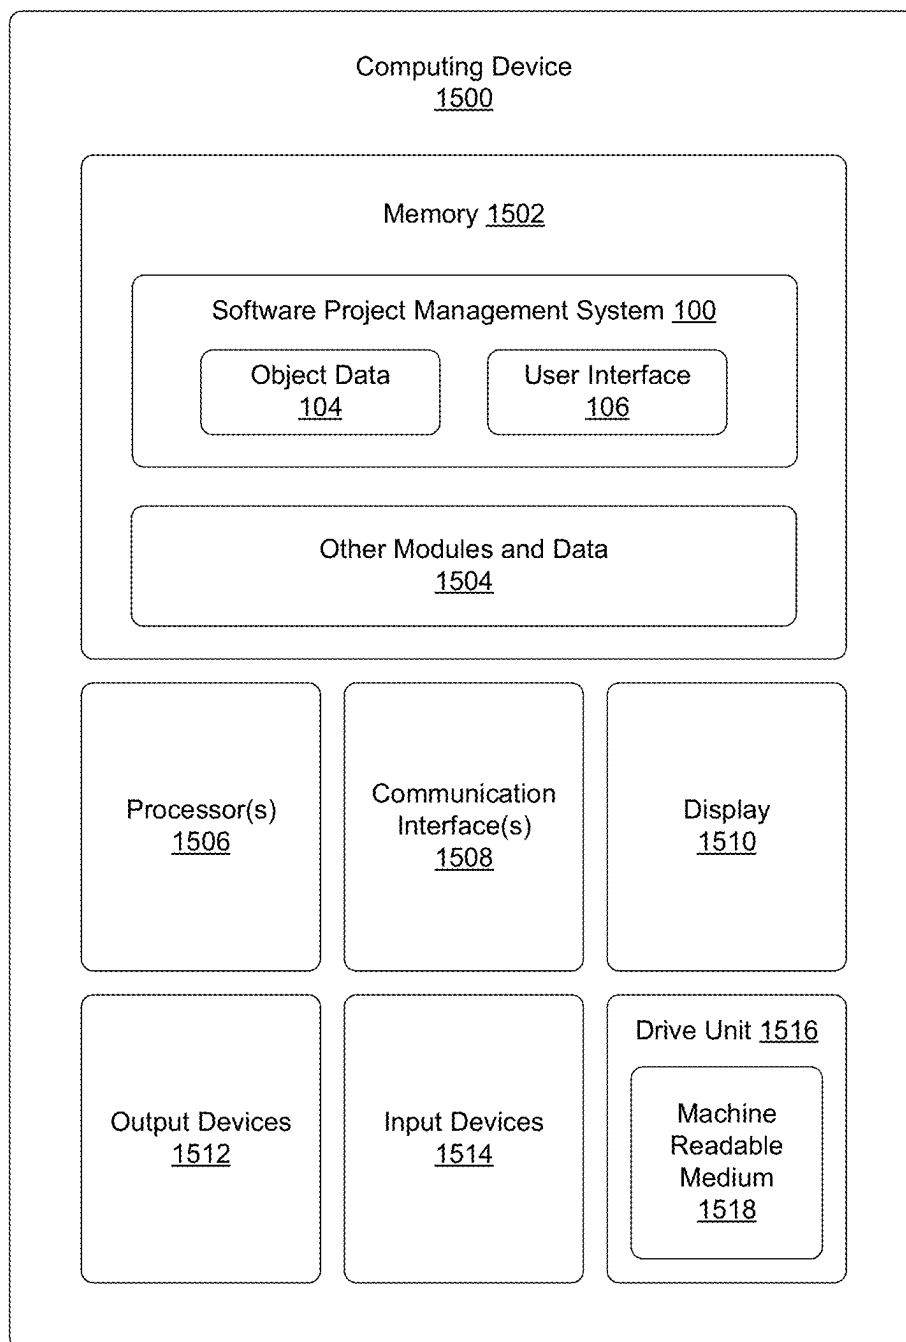 Computing Device
1500
Memory 1502
Software Project Management System 100
Object Data
104
User Interface
106
Other Modules and Data
1504
Processor(s)
1506
Communication
Interface(s)
1508
Display
1510
Output Devices
1512
Input Devices
1514
Drive Unit 1516
Machine
Readable
Medium
1518